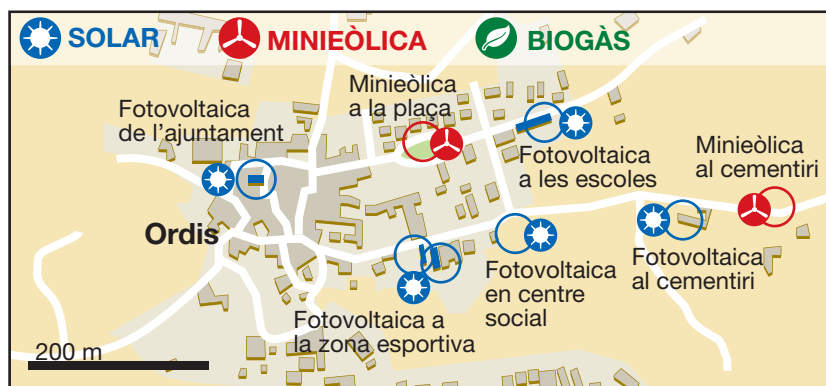 SOLAR
MINIEÒLICA
BIOGÀS
Fotovoltaica
de l'ajuntament
Minieòlica
a la plaça
Fotovoltaica
a les escoles
Minieòlica
al cementiri
Ordis
Fotovoltaica a
la zona esportiva
Fotovoltaica
en centre
social
Fotovoltaica
al cementiri
200 m